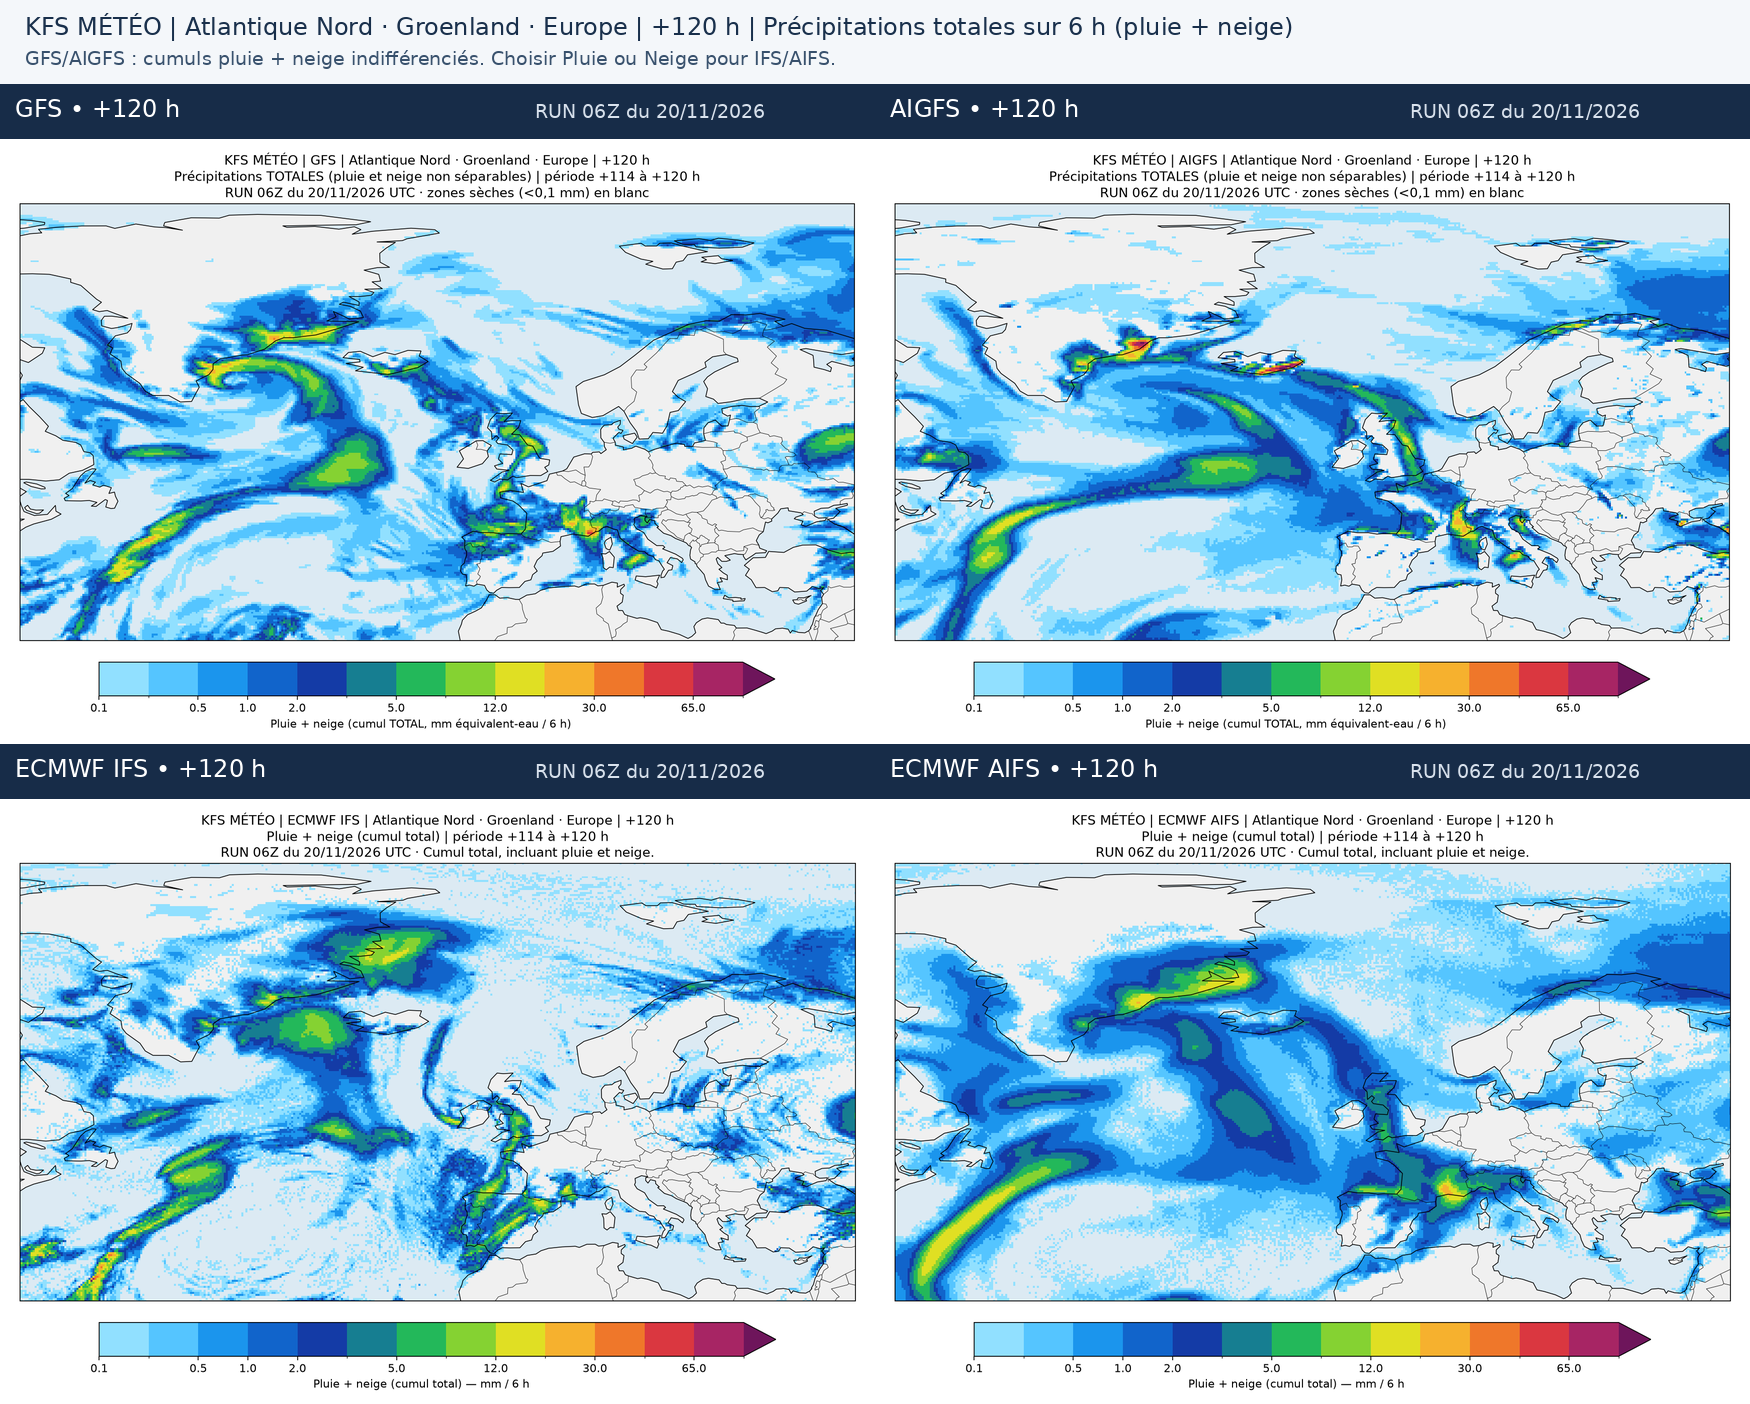 KFS MÉTÉO | Atlantique Nord · Groenland · Europe | +120 h | Précipitations totales sur 6 h (pluie + neige)
GFS/AIGFS : cumuls pluie + neige indifférenciés. Choisir Pluie ou Neige pour IFS/AIFS.
GFS • +120 h RUN 06Z du 20/11/2026
KFS MÉTÉO | GFS | Atlantique Nord · Groenland · Europe | +120 h
Précipitations TOTALES (pluie et neige non séparables) | période +114 à +120 h
RUN 06Z du 20/11/2026 UTC · zones sèches (<0,1 mm) en blanc
0.1 0.5 1.0 2.0 5.0 12.0 30.0 65.0
Pluie + neige (cumul TOTAL, mm équivalent-eau / 6 h)
AIGFS • +120 h RUN 06Z du 20/11/2026
KFS MÉTÉO | AIGFS | Atlantique Nord · Groenland · Europe | +120 h
Précipitations TOTALES (pluie et neige non séparables) | période +114 à +120 h
RUN 06Z du 20/11/2026 UTC · zones sèches (<0,1 mm) en blanc
0.1 0.5 1.0 2.0 5.0 12.0 30.0 65.0
Pluie + neige (cumul TOTAL, mm équivalent-eau / 6 h)
ECMWF IFS • +120 h RUN 06Z du 20/11/2026
KFS MÉTÉO | ECMWF IFS | Atlantique Nord · Groenland · Europe | +120 h
Pluie + neige (cumul total) | période +114 à +120 h
RUN 06Z du 20/11/2026 UTC · Cumul total, incluant pluie et neige.
0.1 0.5 1.0 2.0 5.0 12.0 30.0 65.0
Pluie + neige (cumul total) — mm / 6 h
ECMWF AIFS • +120 h RUN 06Z du 20/11/2026
KFS MÉTÉO | ECMWF AIFS | Atlantique Nord · Groenland · Europe | +120 h
Pluie + neige (cumul total) | période +114 à +120 h
RUN 06Z du 20/11/2026 UTC · Cumul total, incluant pluie et neige.
0.1 0.5 1.0 2.0 5.0 12.0 30.0 65.0
Pluie + neige (cumul total) — mm / 6 h